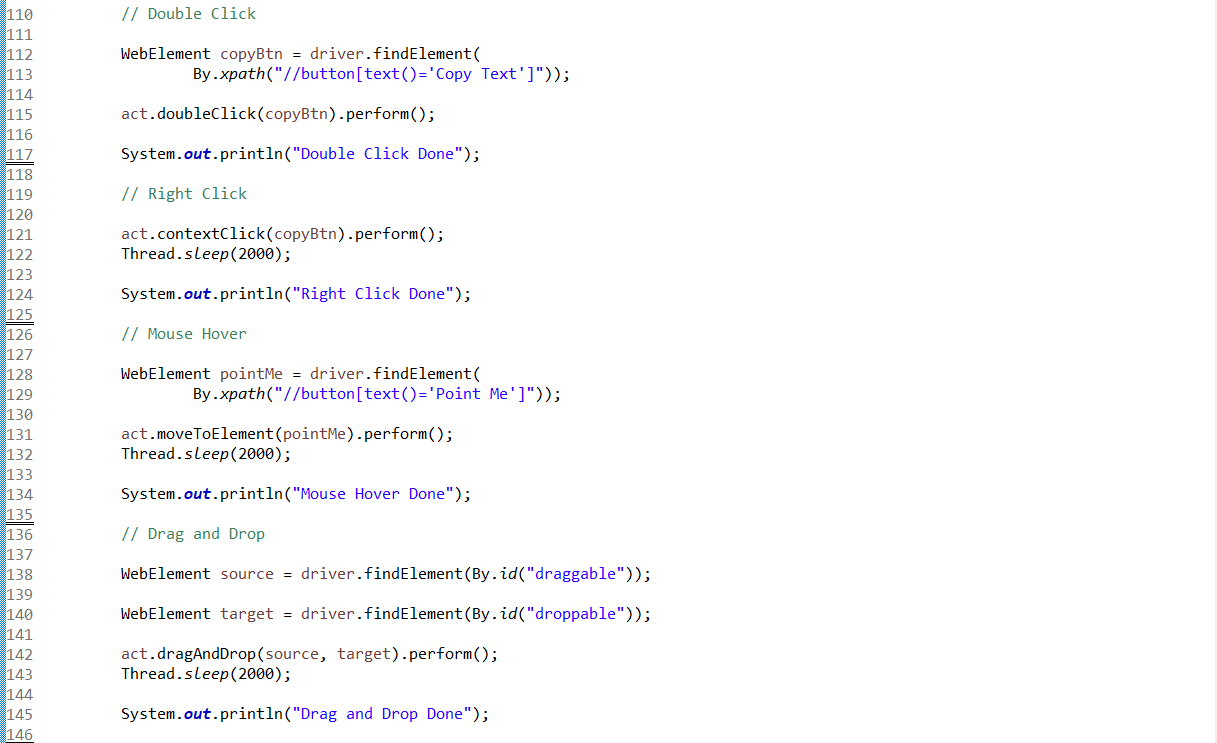 110 // Double Click
111
112 WebElement copyBtn = driver.findElement(
113 By.xpath("//button[text()='Copy Text']"));
114
115 act.doubleClick(copyBtn).perform();
116
117 System.out.println("Double Click Done");
118
119 // Right Click
120
121 act.contextClick(copyBtn).perform();
122 Thread.sleep(2000);
123
124 System.out.println("Right Click Done");
125
126 // Mouse Hover
127
128 WebElement pointMe = driver.findElement(
129 By.xpath("//button[text()='Point Me']"));
130
131 act.moveToElement(pointMe).perform();
132 Thread.sleep(2000);
133
134 System.out.println("Mouse Hover Done");
135
136 // Drag and Drop
137
138 WebElement source = driver.findElement(By.id("draggable"));
139
140 WebElement target = driver.findElement(By.id("droppable"));
141
142 act.dragAndDrop(source, target).perform();
143 Thread.sleep(2000);
144
145 System.out.println("Drag and Drop Done");
146